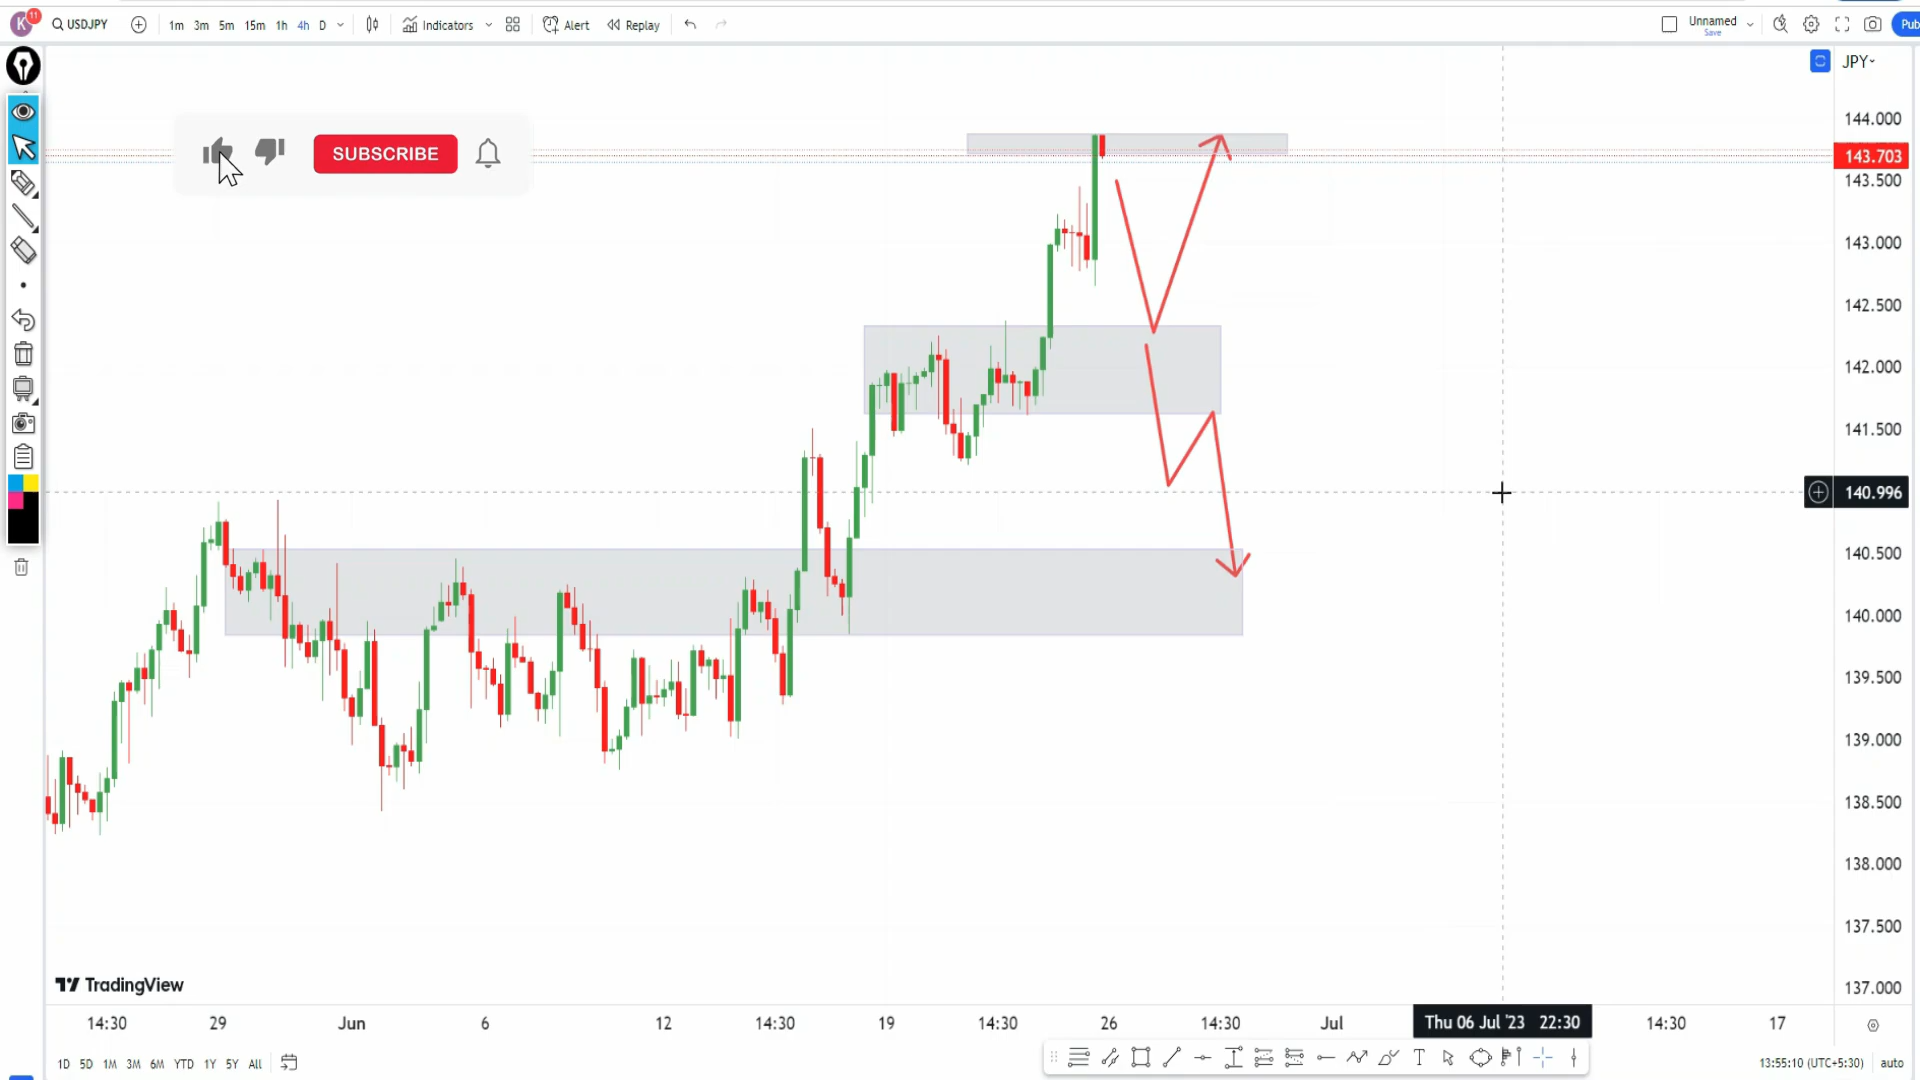 K 11 USDJPY 1m 3m 5m 15m 1h 4h D Indicators Alert Replay Unnamed Save Pub
JPY
SUBSCRIBE
144.000
143.703
143.500
143.000
142.500
142.000
141.500
140.996
140.500
140.000
139.500
139.000
138.500
138.000
137.500
137.000
TradingView
14:30 29 Jun 6 12 14:30 19 14:30 26 14:30 Jul Thu 06 Jul '23 22:30 14:30 17
1D 5D 1M 3M 6M YTD 1Y 5Y All T 13:55:10 (UTC+5:30) auto